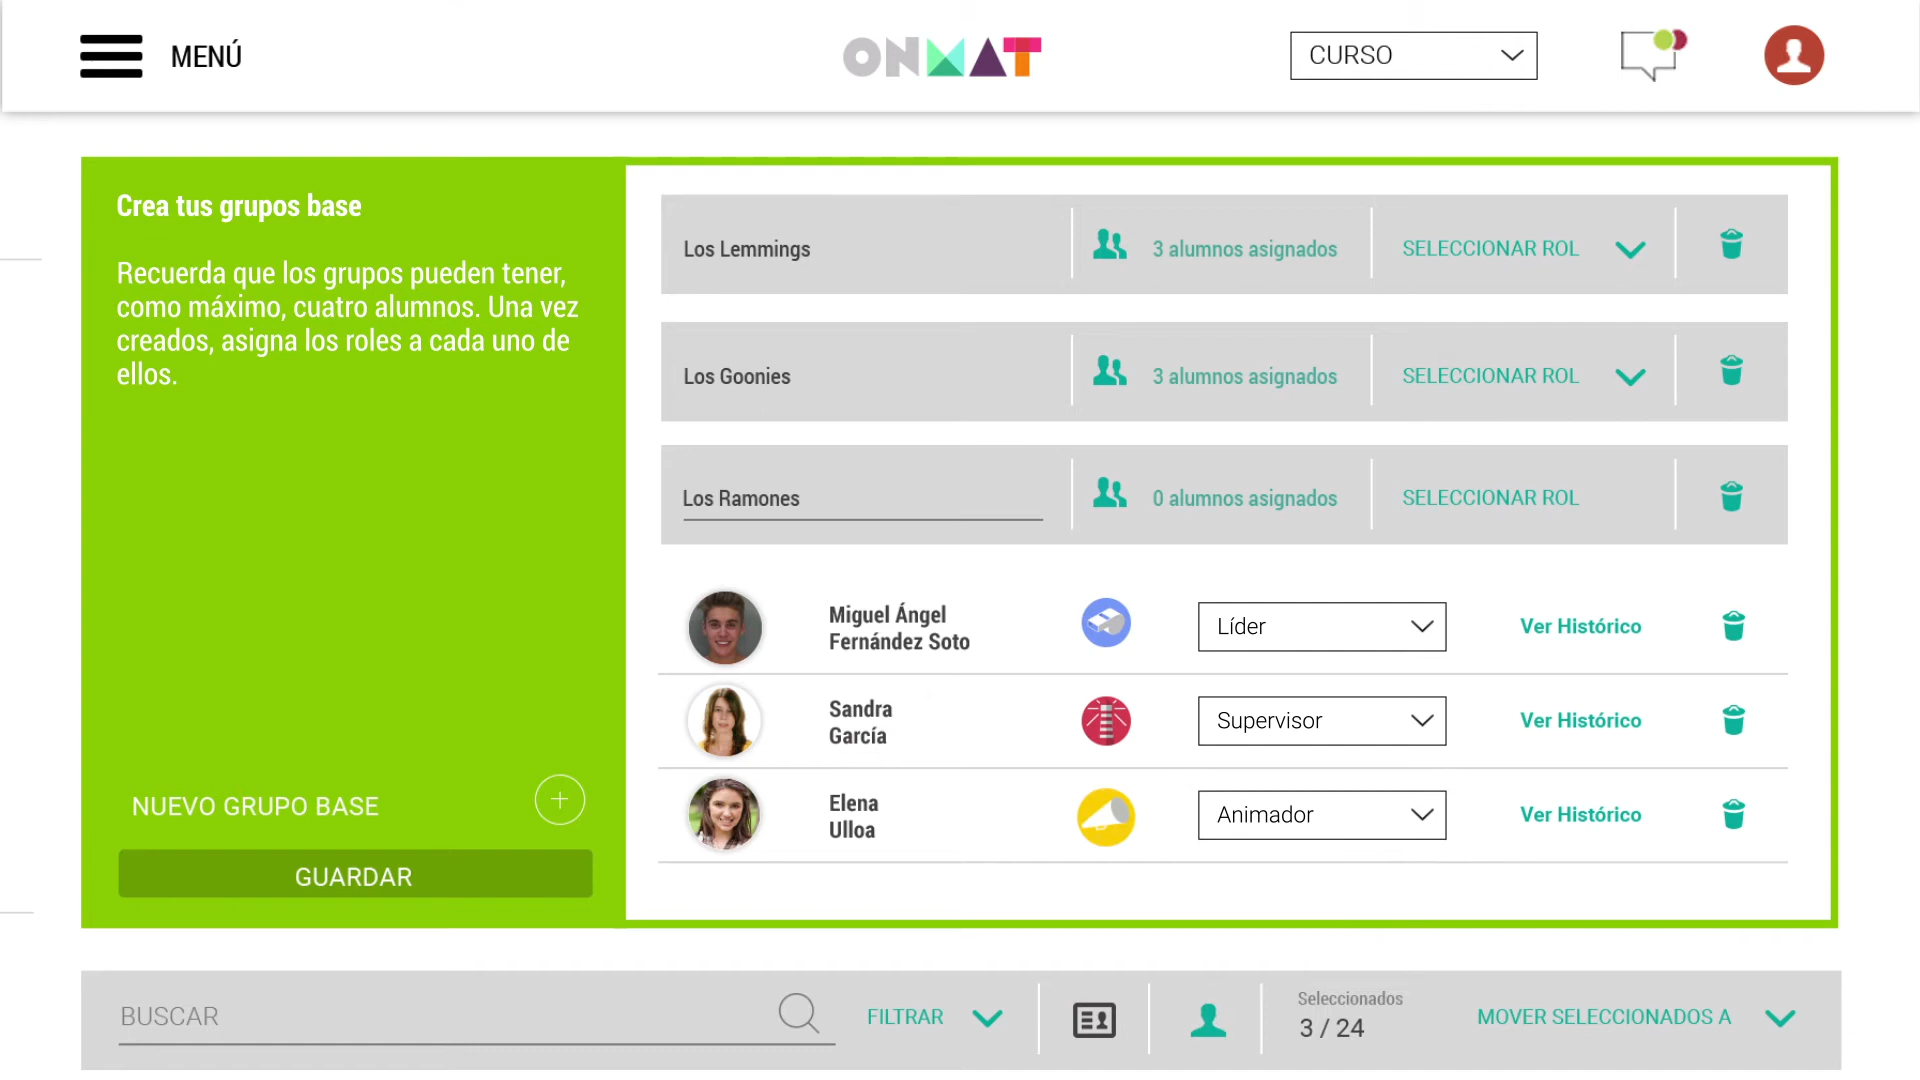 MENÚ
ONMAT
CURSO
Crea tus grupos base
Recuerda que los grupos pueden tener,
como máximo, cuatro alumnos. Una vez
creados, asigna los roles a cada uno de
ellos.
NUEVO GRUPO BASE
GUARDAR
Los Lemmings
3 alumnos asignados
SELECCIONAR ROL
Los Goonies
3 alumnos asignados
SELECCIONAR ROL
Los Ramones
0 alumnos asignados
SELECCIONAR ROL
Miguel Ángel
Fernández Soto
Líder
Ver Histórico
Sandra
García
Supervisor
Ver Histórico
Elena
Ulloa
Animador
Ver Histórico
BUSCAR
FILTRAR
Seleccionados
3 / 24
MOVER SELECCIONADOS A